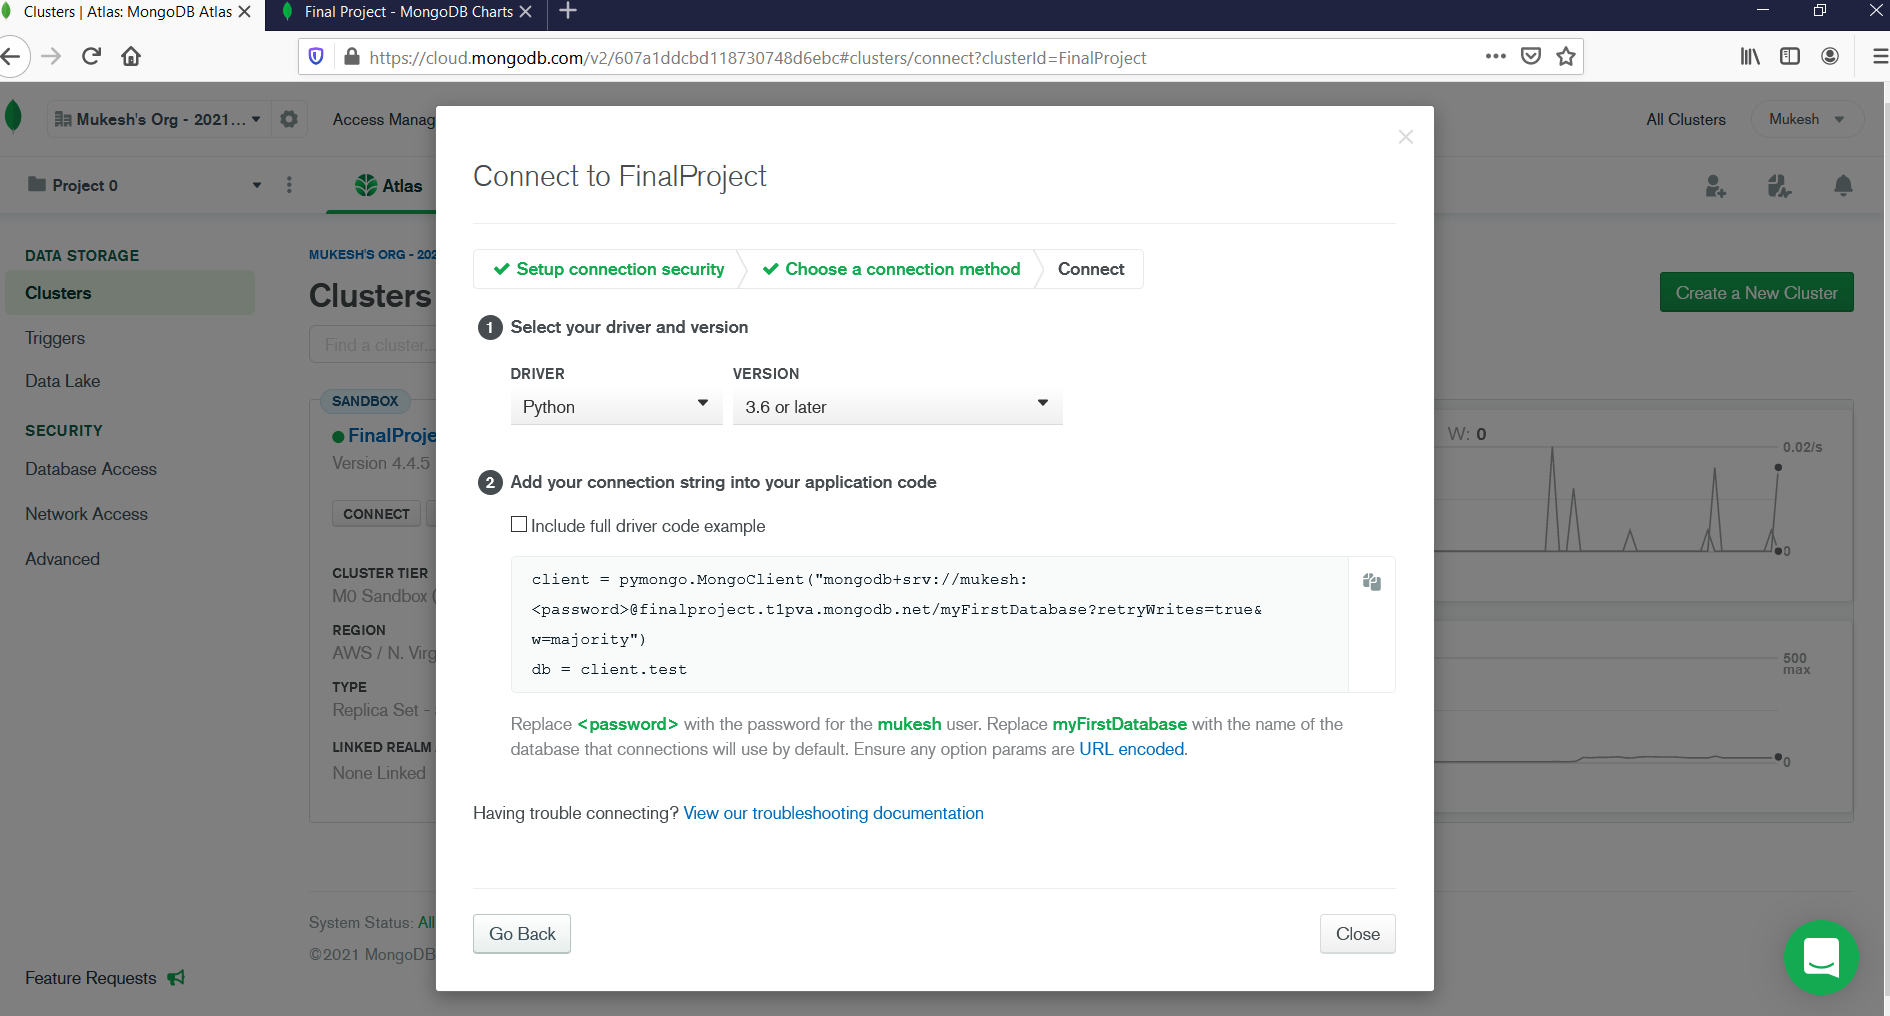 Clusters | Atlas: MongoDB Atlas
Final Project - MongoDB Charts
https://cloud.mongodb.com/v2/607a1ddcbd118730748d6ebc#clusters/connect?clusterId=FinalProject
Mukesh's Org - 2021...
Access Manag
All Clusters
Mukesh
Project 0
Atlas
DATA STORAGE
Clusters
Triggers
Data Lake
SECURITY
Database Access
Network Access
Advanced
Feature Requests
MUKESH'S ORG - 202
Clusters
Find a cluster...
Create a New Cluster
SANDBOX
FinalProje
Version 4.4.5
CONNECT
CLUSTER TIER
M0 Sandbox (
REGION
AWS / N. Virg
TYPE
Replica Set -
LINKED REALM
None Linked
W: 0
0.02/s
0
500
max
0
System Status: All
©2021 MongoDB
Connect to FinalProject
Setup connection security
Choose a connection method
Connect
1 Select your driver and version
DRIVER
VERSION
Python
3.6 or later
2 Add your connection string into your application code
Include full driver code example
client = pymongo.MongoClient("mongodb+srv://mukesh:
<password>@finalproject.t1pva.mongodb.net/myFirstDatabase?retryWrites=true&
w=majority")
db = client.test
Replace <password> with the password for the mukesh user. Replace myFirstDatabase with the name of the
database that connections will use by default. Ensure any option params are URL encoded.
Having trouble connecting? View our troubleshooting documentation
Go Back
Close